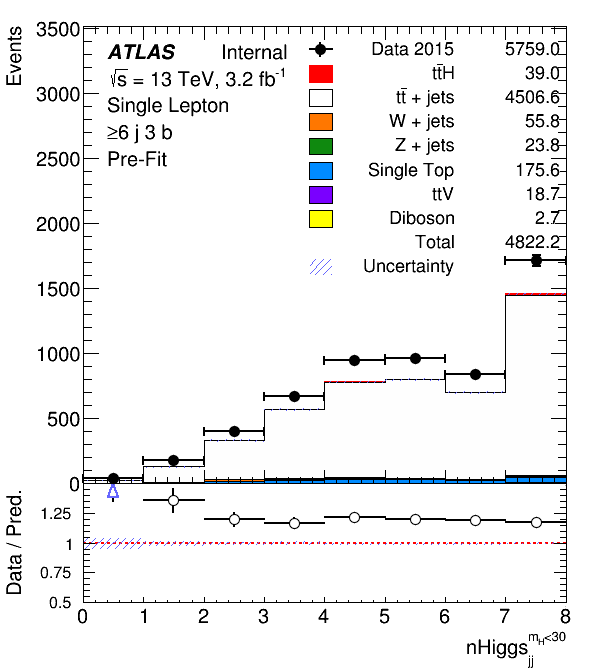 Events
3500
3000
2500
2000
1500
1000
500
0
ATLAS Internal
√s = 13 TeV, 3.2 fb⁻¹
Single Lepton
≥6 j 3 b
Pre-Fit
Data 2015 5759.0
tt̄H 39.0
tt̄ + jets 4506.6
W + jets 55.8
Z + jets 23.8
Single Top 175.6
ttV 18.7
Diboson 2.7
Total 4822.2
Uncertainty
Data / Pred.
1.25
1
0.75
0.5
0 1 2 3 4 5 6 7 8
nHiggs_jj^{m_H<30}